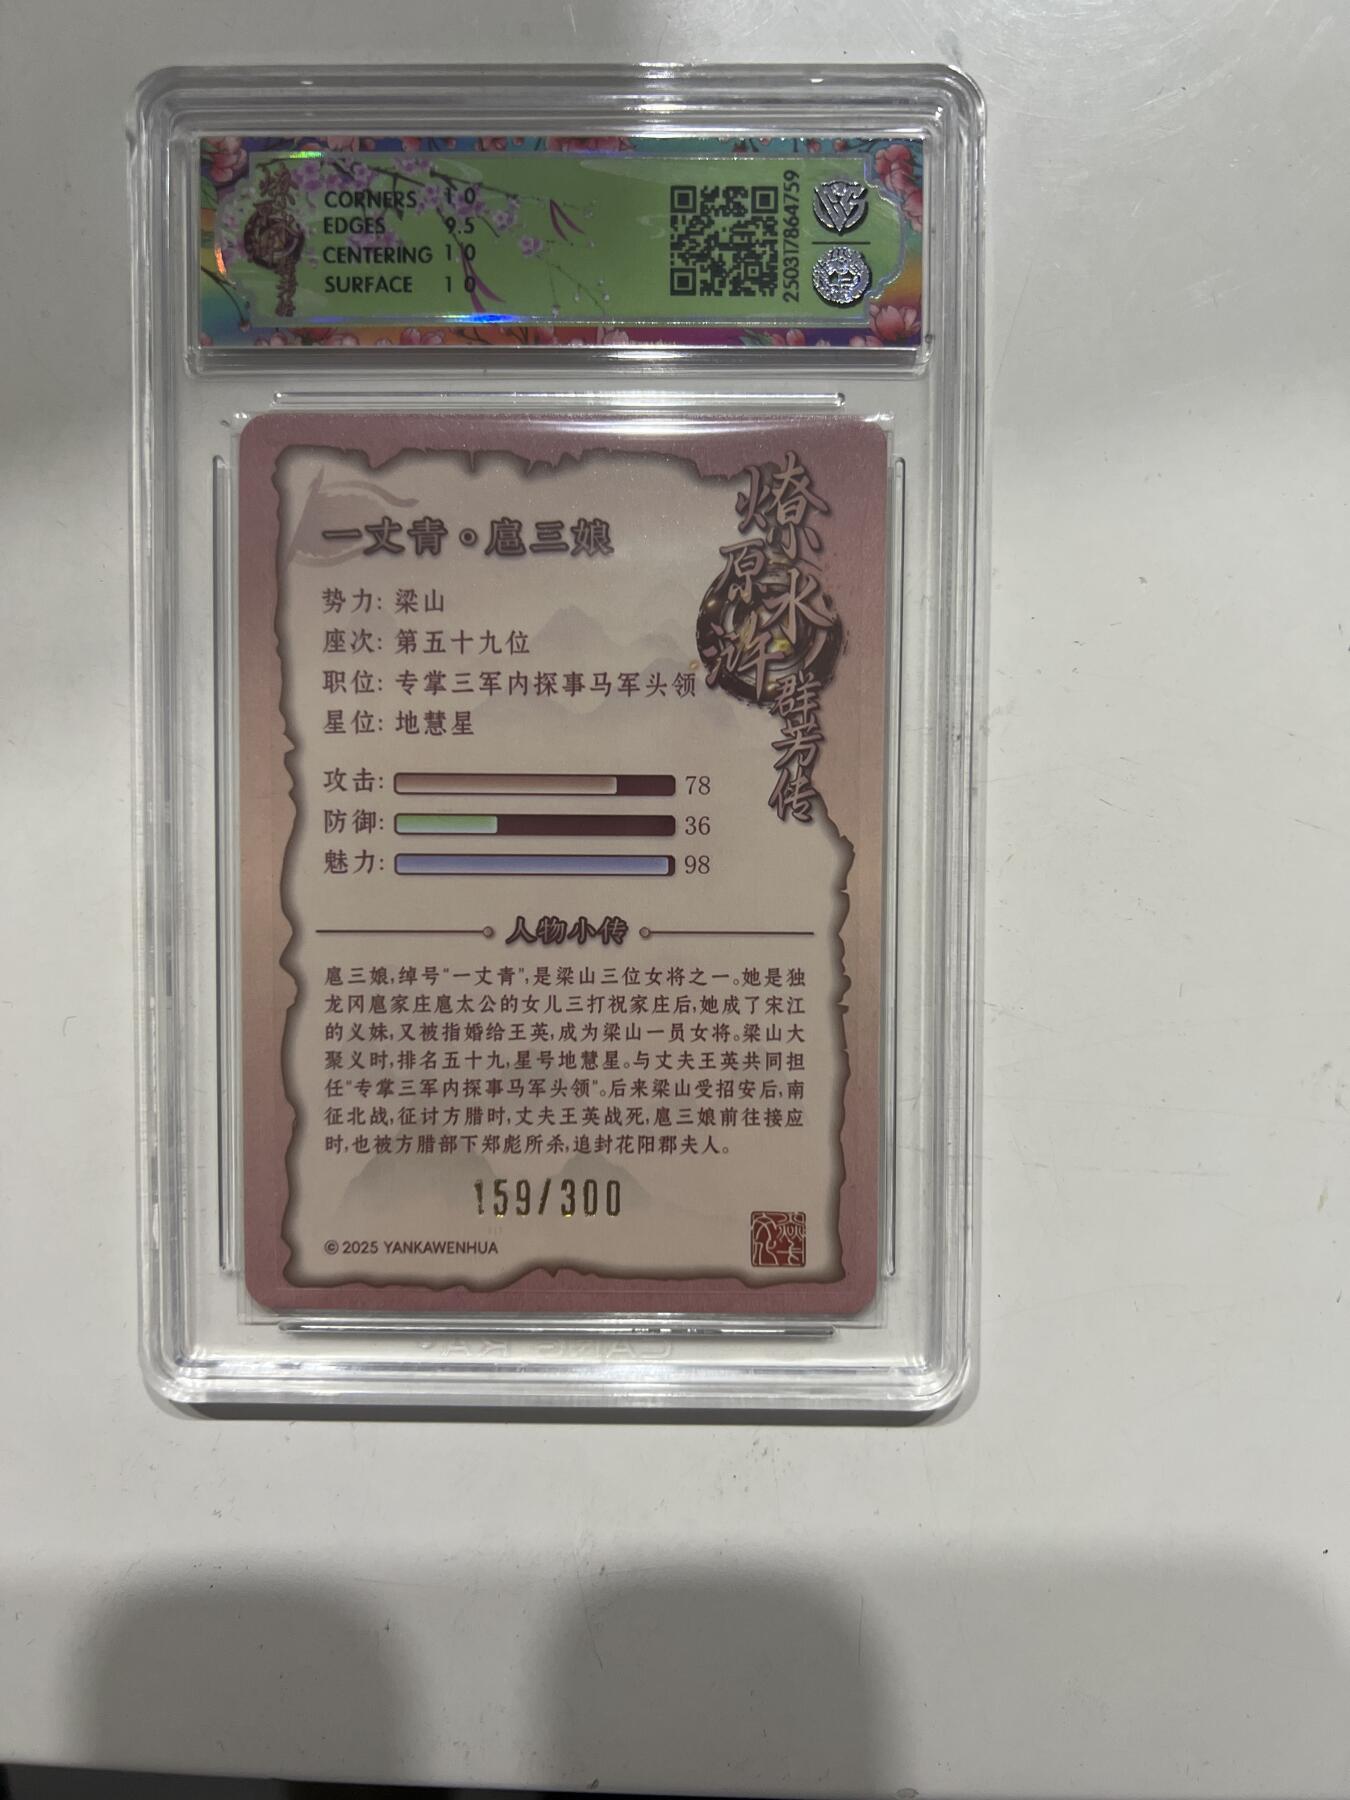 CORNERS 10
EDGES 9.5
CENTERING 10
SURFACE 10
250317864759
燎原水浒
群芳传
一丈青·扈三娘
势力: 梁山
座次: 第五十九位
职位: 专掌三军内探事马军头领
星位: 地慧星
攻击: 78
防御: 36
魅力: 98
人物小传
扈三娘,绰号“一丈青”,是梁山三位女将之一。她是独
龙冈扈家庄扈太公的女儿三打祝家庄后,她成了宋江
的义妹,又被指婚给王英,成为梁山一员女将。梁山大
聚义时,排名五十九,星号地慧星。与丈夫王英共同担
任“专掌三军内探事马军头领”。后来梁山受招安后,南
征北战,征讨方腊时,丈夫王英战死,扈三娘前往接应
时,也被方腊部下郑彪所杀,追封花阳郡夫人。
159/300
© 2025 YANKAWENHUA